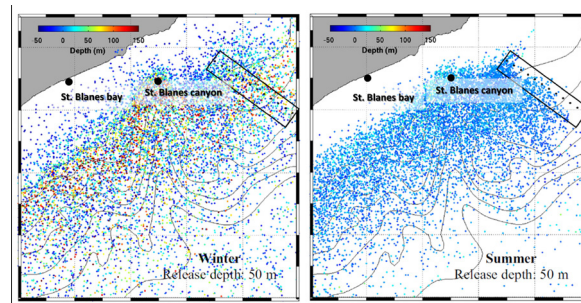 -50 0 50 100 150
Depth (m)
St. Blanes bay
St. Blanes canyon
Winter
Release depth: 50 m
-50 0 50 100 150
Depth (m)
St. Blanes bay
St. Blanes canyon
Summer
Release depth: 50 m